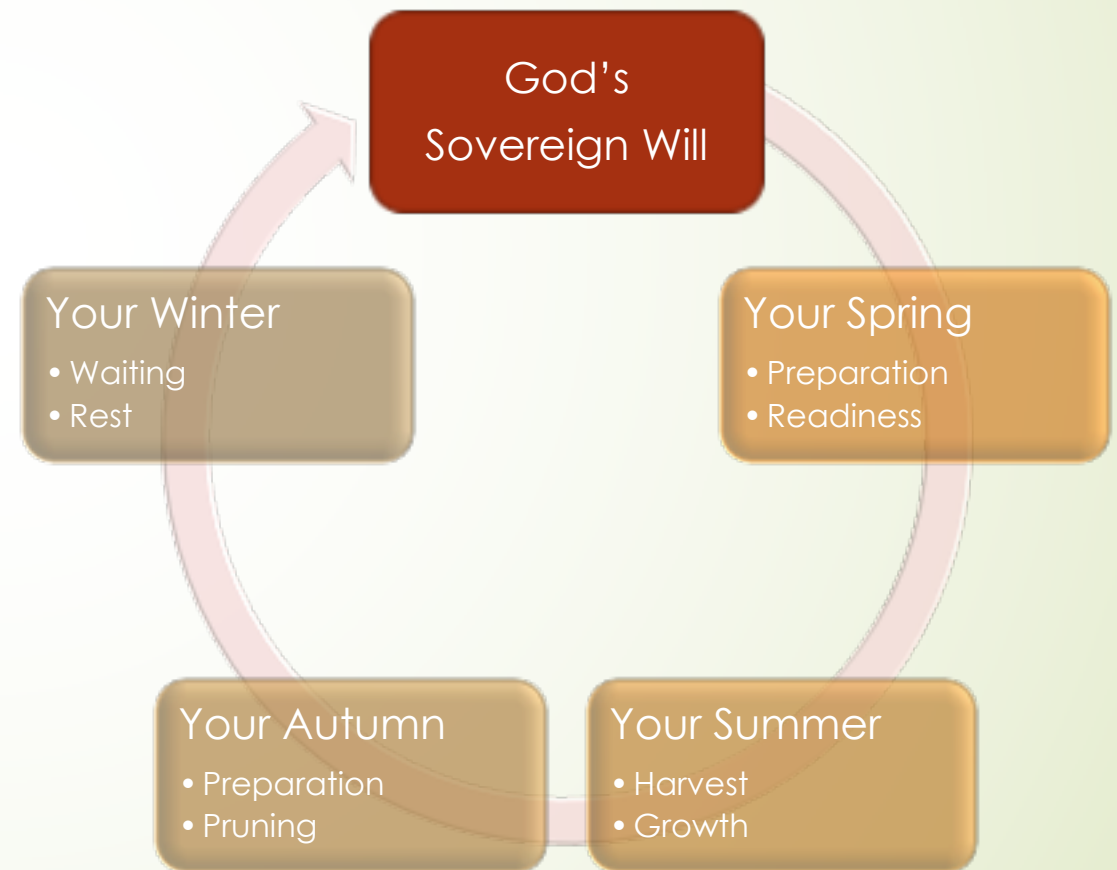 God’s
Sovereign Will
Your Spring
• Preparation
• Readiness
Your Summer
• Harvest
• Growth
Your Autumn
• Preparation
• Pruning
Your Winter
• Waiting
• Rest